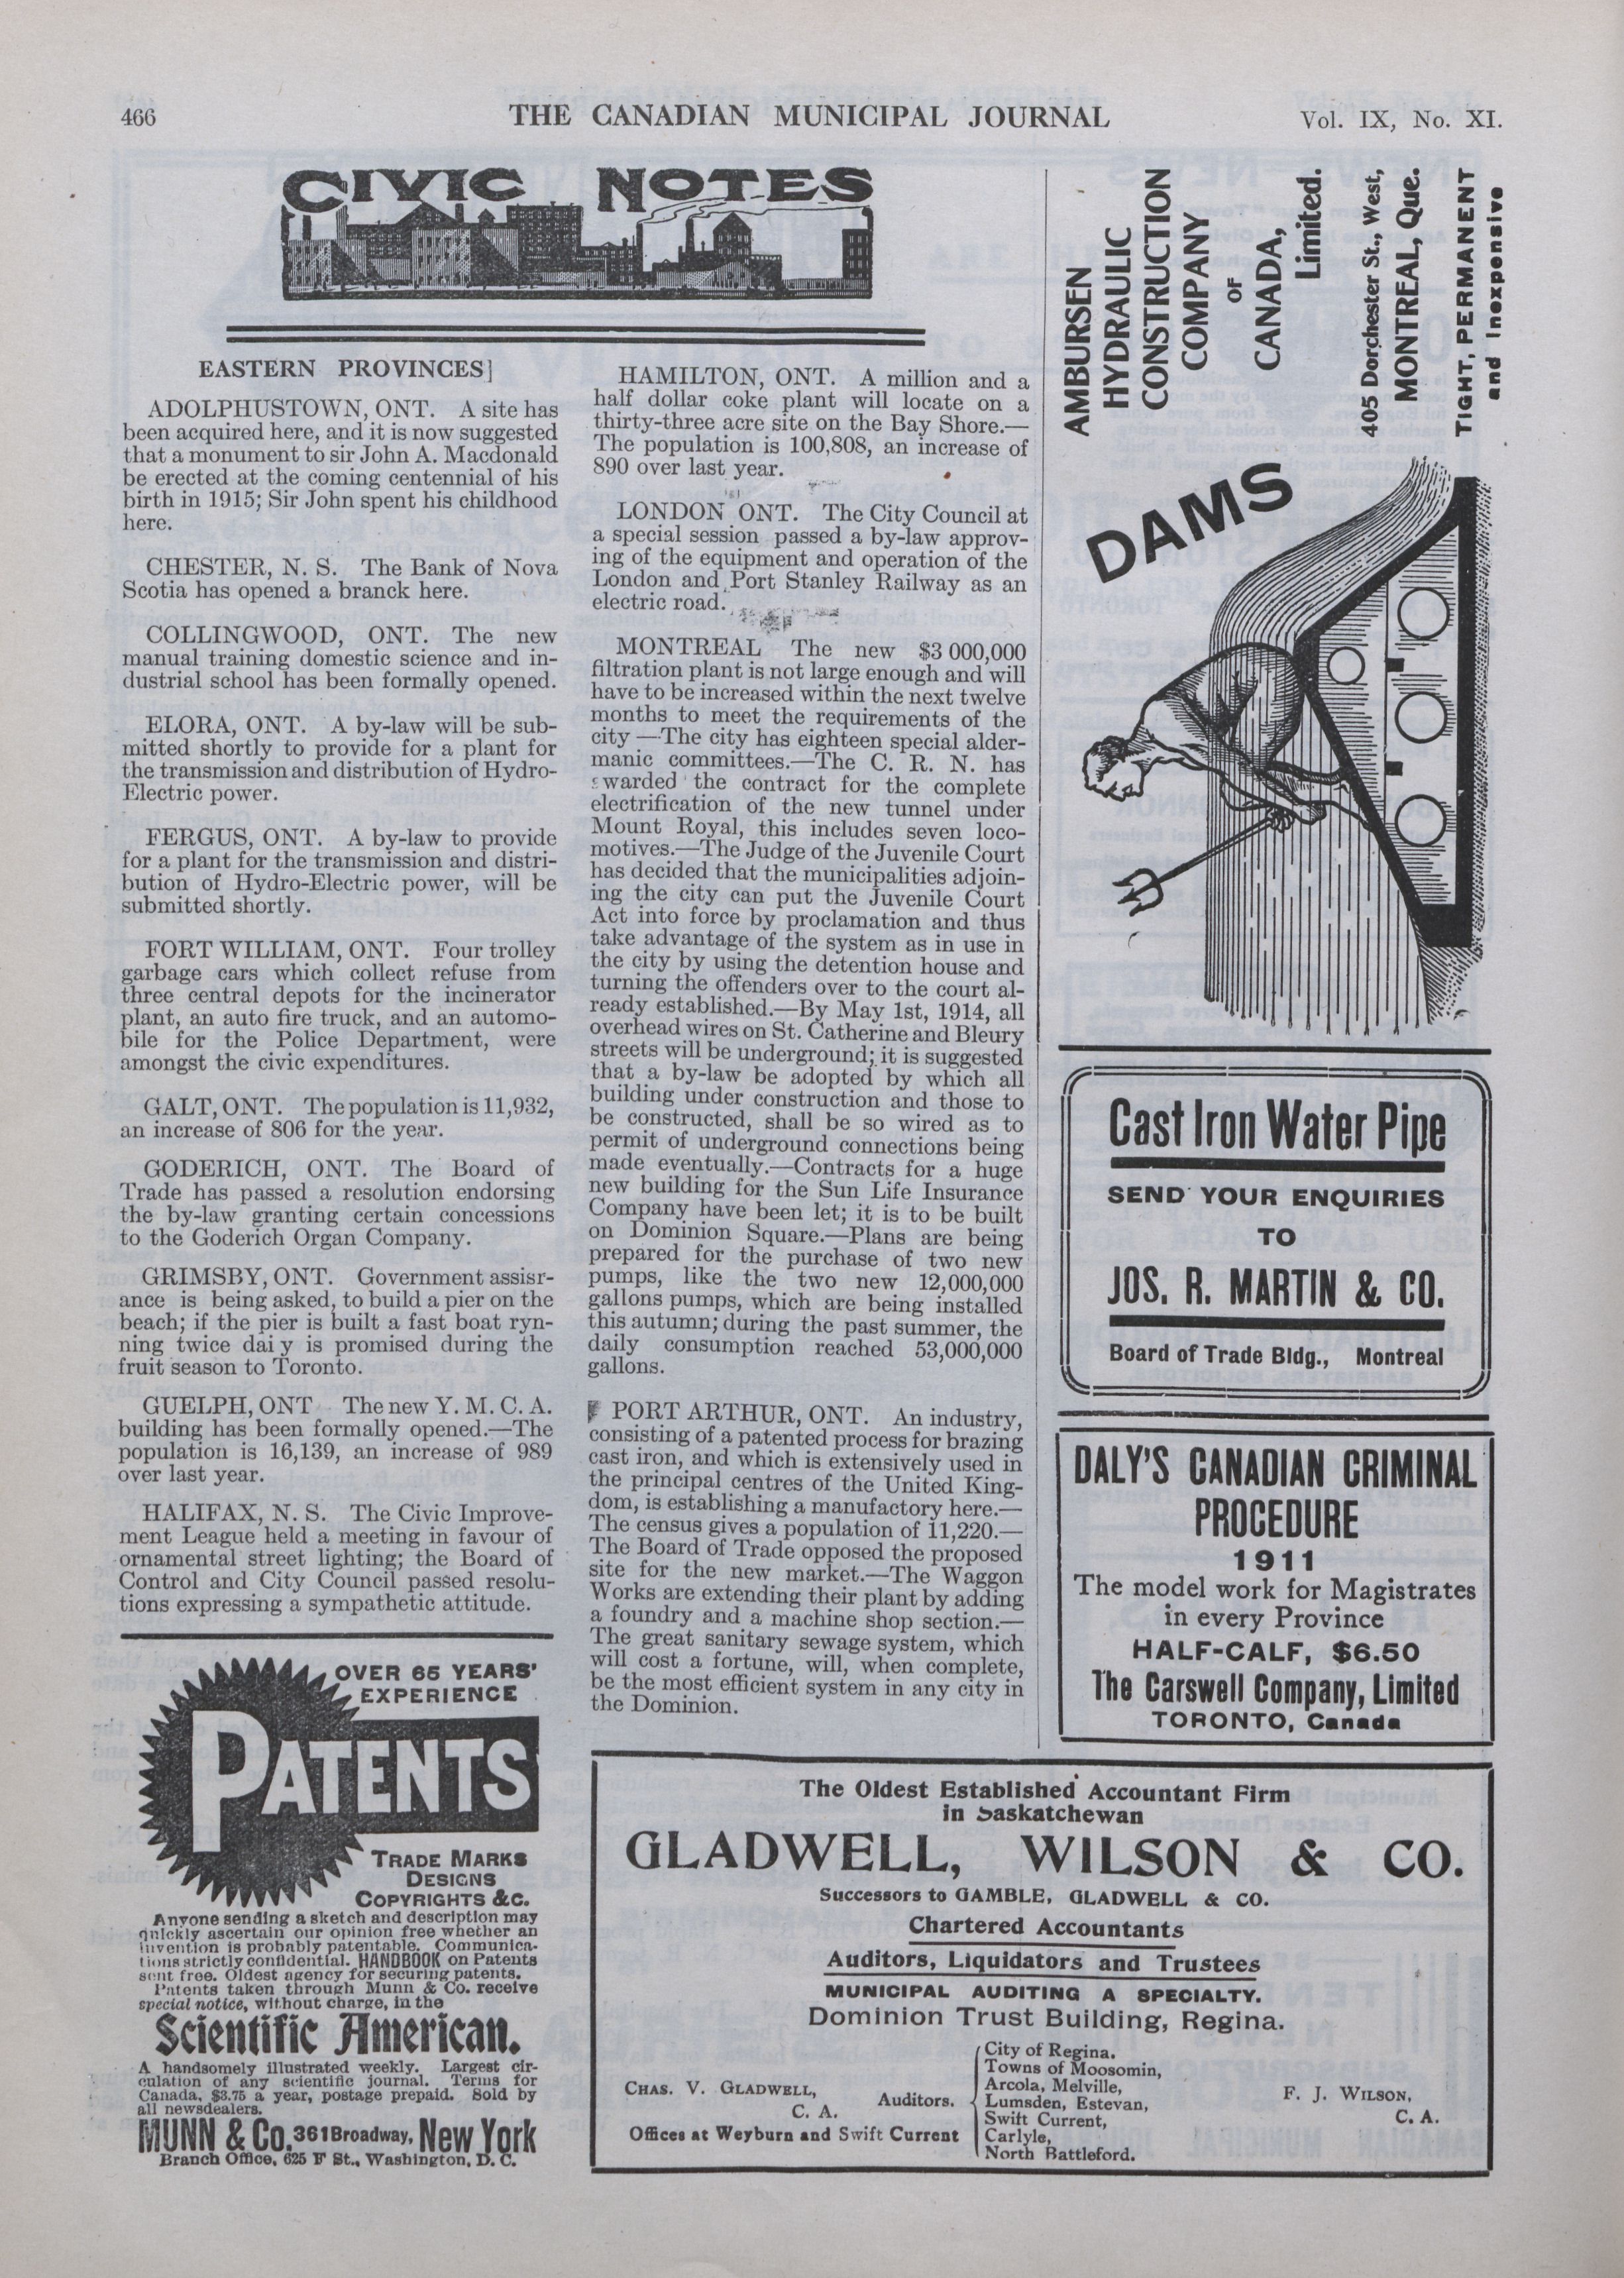 466
THE CANADIAN MUNICIPAL JOURNAL
Vol. IX, No. XI.
CIVIC NOTES
EASTERN PROVINCES]
ADOLPHUSTOWN, ONT. A site has
been acquired here, and it is now suggested
that a monument to sir John A. Macdonald
be erected at the coming centennial of his
birth in 1915; Sir John spent his childhood
here.
CHESTER, N. S. The Bank of Nova
Scotia has opened a branck here.
COLLINGWOOD, ONT. The new
manual training domestic science and in-
dustrial school has been formally opened.
ELORA, ONT. A by-law will be sub-
mitted shortly to provide for a plant for
the transmission and distribution of Hydro-
Electric power.
FERGUS, ONT. A by-law to provide
for a plant for the transmission and distri-
bution of Hydro-Electric power, will be
submitted shortly.
FORT WILLIAM, ONT. Four trolley
garbage cars which collect refuse from
three central depots for the incinerator
plant, an auto fire truck, and an automo-
bile for the Police Department, were
amongst the civic expenditures.
GALT, ONT. The population is 11,932,
an increase of 806 for the year.
GODERICH, ONT. The Board of
Trade has passed a resolution endorsing
the by-law granting certain concessions
to the Goderich Organ Company.
GRIMSBY, ONT. Government assisr-
ance is being asked, to build a pier on the
beach; if the pier is built a fast boat ryn-
ning twice dai y is promised during the
fruit season to Toronto.
GUELPH, ONT The new Y. M. C. A.
building has been formally opened.—The
population is 16,139, an increase of 989
over last year.
HALIFAX, N. S. The Civic Improve-
ment League held a meeting in favour of
ornamental street lighting; the Board of
Control and City Council passed resolu-
tions expressing a sympathetic attitude.
OVER 65 YEARS'
EXPERIENCE
PATENTS
TRADE MARKS
DESIGNS
COPYRIGHTS &C.
Anyone sending a sketch and description may
quickly ascertain our opinion free whether an
invention is probably patentable. Communica-
tions strictly confidential. HANDBOOK on Patents
sent free. Oldest agency for securing patents.
Patents taken through Munn & Co. receive
special notice, without charge, in the
Scientific American.
A handsomely illustrated weekly. Largest cir-
culation of any scientific journal. Terms for
Canada, $3.75 a year, postage prepaid. Sold by
all newsdealers.
MUNN & Co. 361 Broadway, New York
Branch Office, 625 F St., Washington, D. C.
HAMILTON, ONT. A million and a
half dollar coke plant will locate on a
thirty-three acre site on the Bay Shore.—
The population is 100,808, an increase of
890 over last year.
LONDON ONT. The City Council at
a special session passed a by-law approv-
ing of the equipment and operation of the
London and Port Stanley Railway as an
electric road.
MONTREAL The new $3 000,000
filtration plant is not large enough and will
have to be increased within the next twelve
months to meet the requirements of the
city —The city has eighteen special alder-
manic committees.—The C. R. N. has
awarded the contract for the complete
electrification of the new tunnel under
Mount Royal, this includes seven loco-
motives.—The Judge of the Juvenile Court
has decided that the municipalities adjoin-
ing the city can put the Juvenile Court
Act into force by proclamation and thus
take advantage of the system as in use in
the city by using the detention house and
turning the offenders over to the court al-
ready established.—By May 1st, 1914, all
overhead wires on St. Catherine and Bleury
streets will be underground; it is suggested
that a by-law be adopted by which all
building under construction and those to
be constructed, shall be so wired as to
permit of underground connections being
made eventually.—Contracts for a huge
new building for the Sun Life Insurance
Company have been let; it is to be built
on Dominion Square.—Plans are being
prepared for the purchase of two new
pumps, like the two new 12,000,000
gallons pumps, which are being installed
this autumn; during the past summer, the
daily consumption reached 53,000,000
gallons.
PORT ARTHUR, ONT. An industry,
consisting of a patented process for brazing
cast iron, and which is extensively used in
the principal centres of the United King-
dom, is establishing a manufactory here.—
The census gives a population of 11,220.—
The Board of Trade opposed the proposed
site for the new market.—The Waggon
Works are extending their plant by adding
a foundry and a machine shop section.—
The great sanitary sewage system, which
will cost a fortune, will, when complete,
be the most efficient system in any city in
the Dominion.
AMBURSEN
HYDRAULIC
CONSTRUCTION
COMPANY
OF
CANADA,
Limited.
405 Dorchester St., West,
MONTREAL, Que.
TIGHT, PERMANENT
and Inexpensive
DAMS
Cast Iron Water Pipe
SEND YOUR ENQUIRIES
TO
JOS. R. MARTIN & CO.
Board of Trade Bldg., Montreal
DALY'S CANADIAN CRIMINAL
PROCEDURE
1911
The model work for Magistrates
in every Province
HALF-CALF, $6.50
The Carswell Company, Limited
TORONTO, Canada
The Oldest Established Accountant Firm
in Saskatchewan
GLADWELL, WILSON & CO.
Successors to GAMBLE, GLADWELL & CO.
Chartered Accountants
Auditors, Liquidators and Trustees
MUNICIPAL AUDITING A SPECIALTY.
Dominion Trust Building, Regina.
CHAS. V. GLADWELL,
C. A.
Offices at Weyburn and Swift Current
Auditors.
City of Regina.
Towns of Moosomin,
Arcola, Melville,
Lumsden, Estevan,
Swift Current,
Carlyle,
North Battleford.
F. J. WILSON,
C. A.